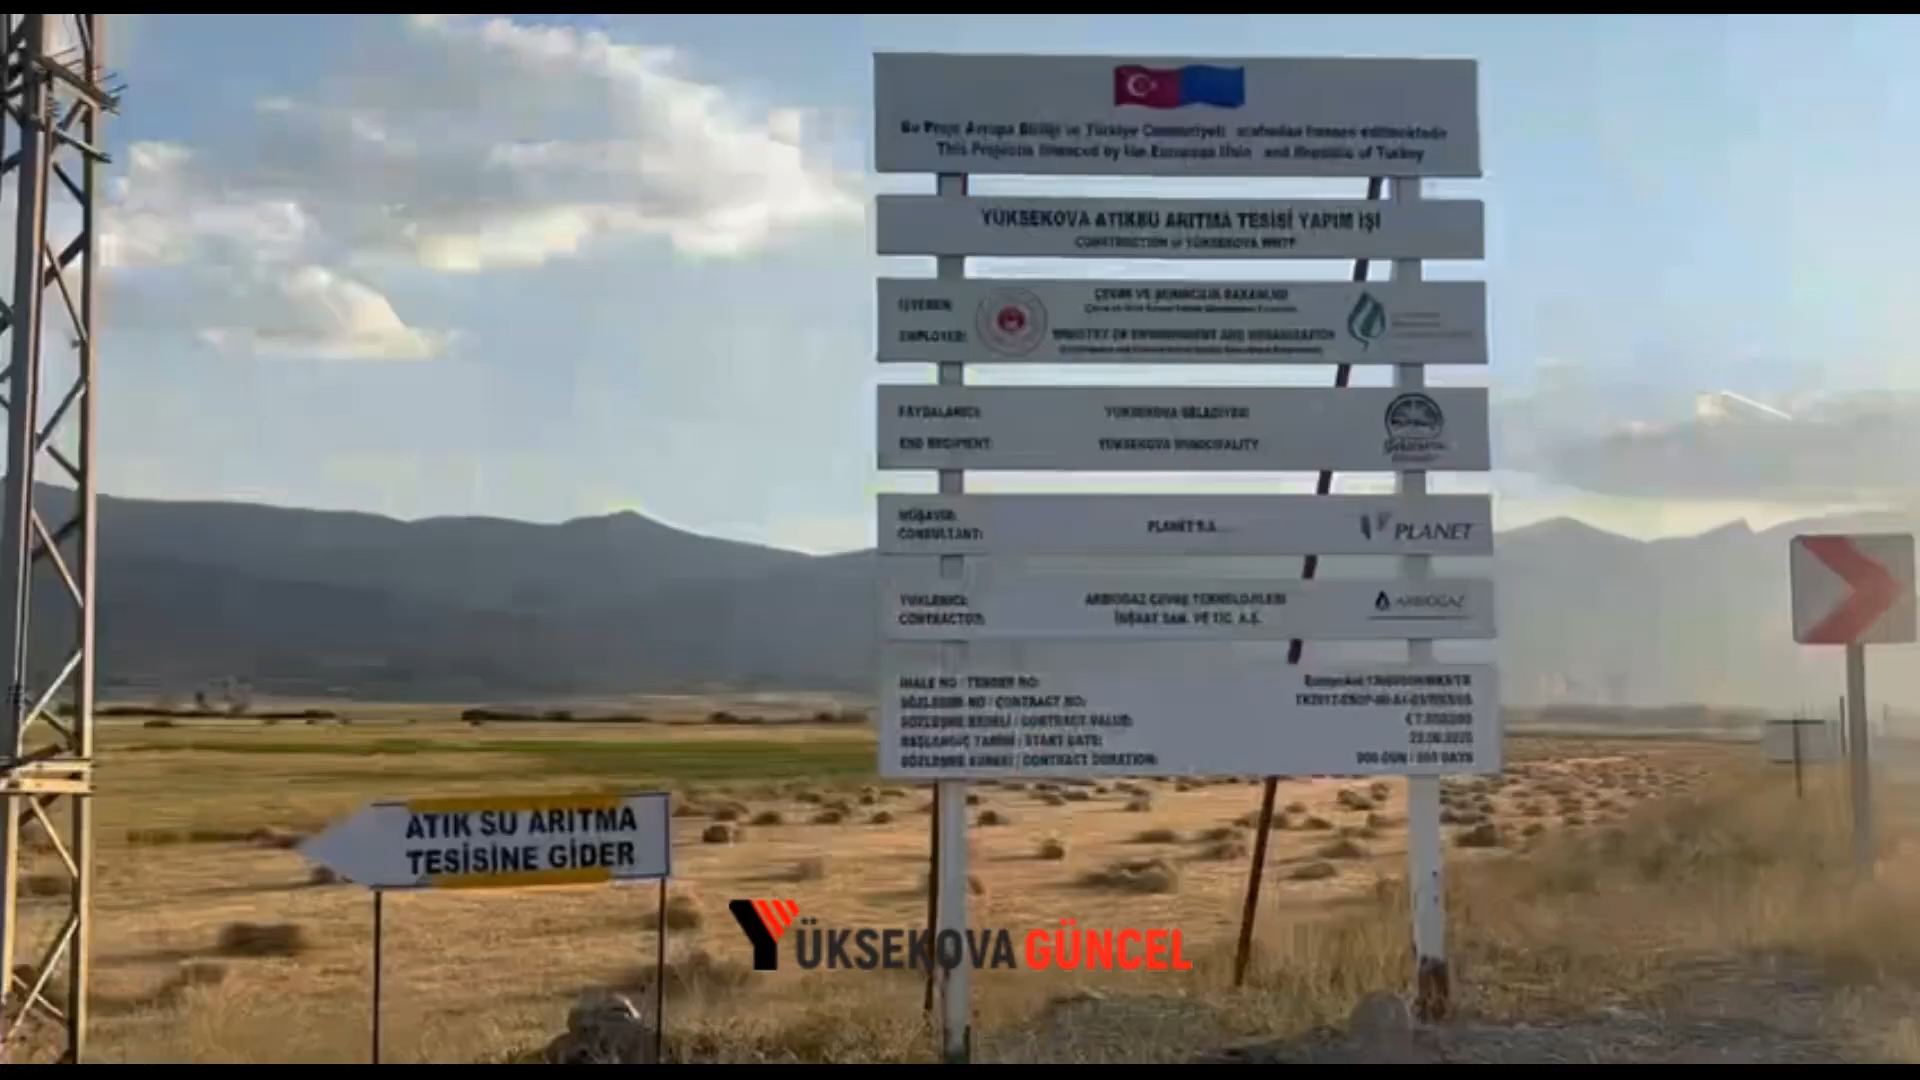 Bu Proje Avrupa Birliği ve Türkiye Cumhuriyeti tarafından finanse edilmektedir
This Project is financed by the European Union and Republic of Turkey
YÜKSEKOVA ATIKSU ARITMA TESİSİ YAPIM İŞİ
CONSTRUCTION of YÜKSEKOVA WWTP
İŞVEREN:
ÇEVRE VE ŞEHİRCİLİK BAKANLIĞI
EMPLOYER:
MINISTRY OF ENVIRONMENT AND URBANISATION
FAYDALANICI:
YÜKSEKOVA BELEDİYESİ
END RECIPIENT:
YÜKSEKOVA MUNICIPALITY
MÜŞAVİR:
CONSULTANT:
PLANET S.A.
PLANET
YÜKLENİCİ:
CONTRACTOR:
ARBIOGAZ ÇEVRE TEKNOLOJİLERİ
İNŞAAT SAN. VE TİC. A.Ş.
ARBIOGAZ
İHALE NO / TENDER NO:
SÖZLEŞME NO / CONTRACT NO:
SÖZLEŞME BEDELİ / CONTRACT VALUE:
BAŞLANGIÇ TARİHİ / START DATE:
SÖZLEŞME SÜRESİ / CONTRACT DURATION:
ATIK SU ARITMA
TESİSİNE GİDER
YÜKSEKOVA GÜNCEL